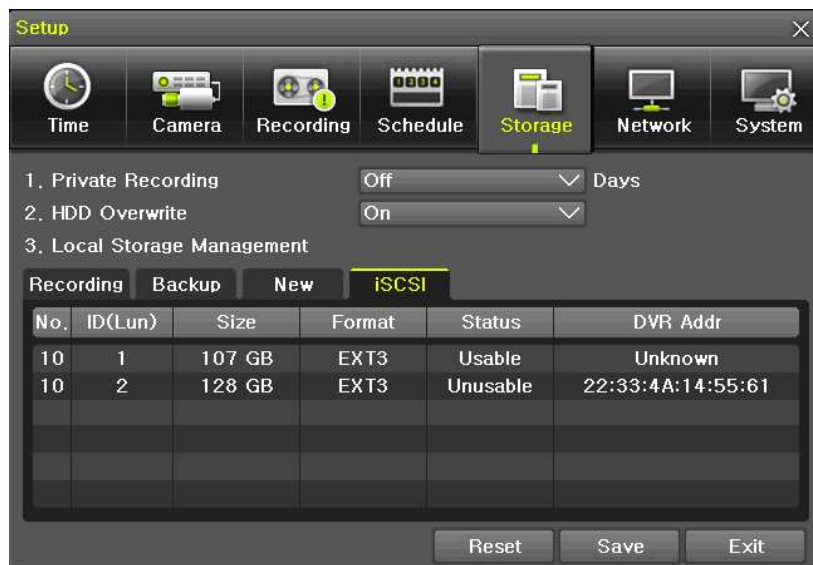 Setup
Time Camera Recording Schedule Storage Network System
1. Private Recording Off Days
2. HDD Overwrite On
3. Local Storage Management
Recording Backup New iSCSI
No. ID(Lun) Size Format Status DVR Addr
10 1 107 GB EXT3 Usable Unknown
10 2 128 GB EXT3 Unusable 22:33:4A:14:55:61
Reset Save Exit